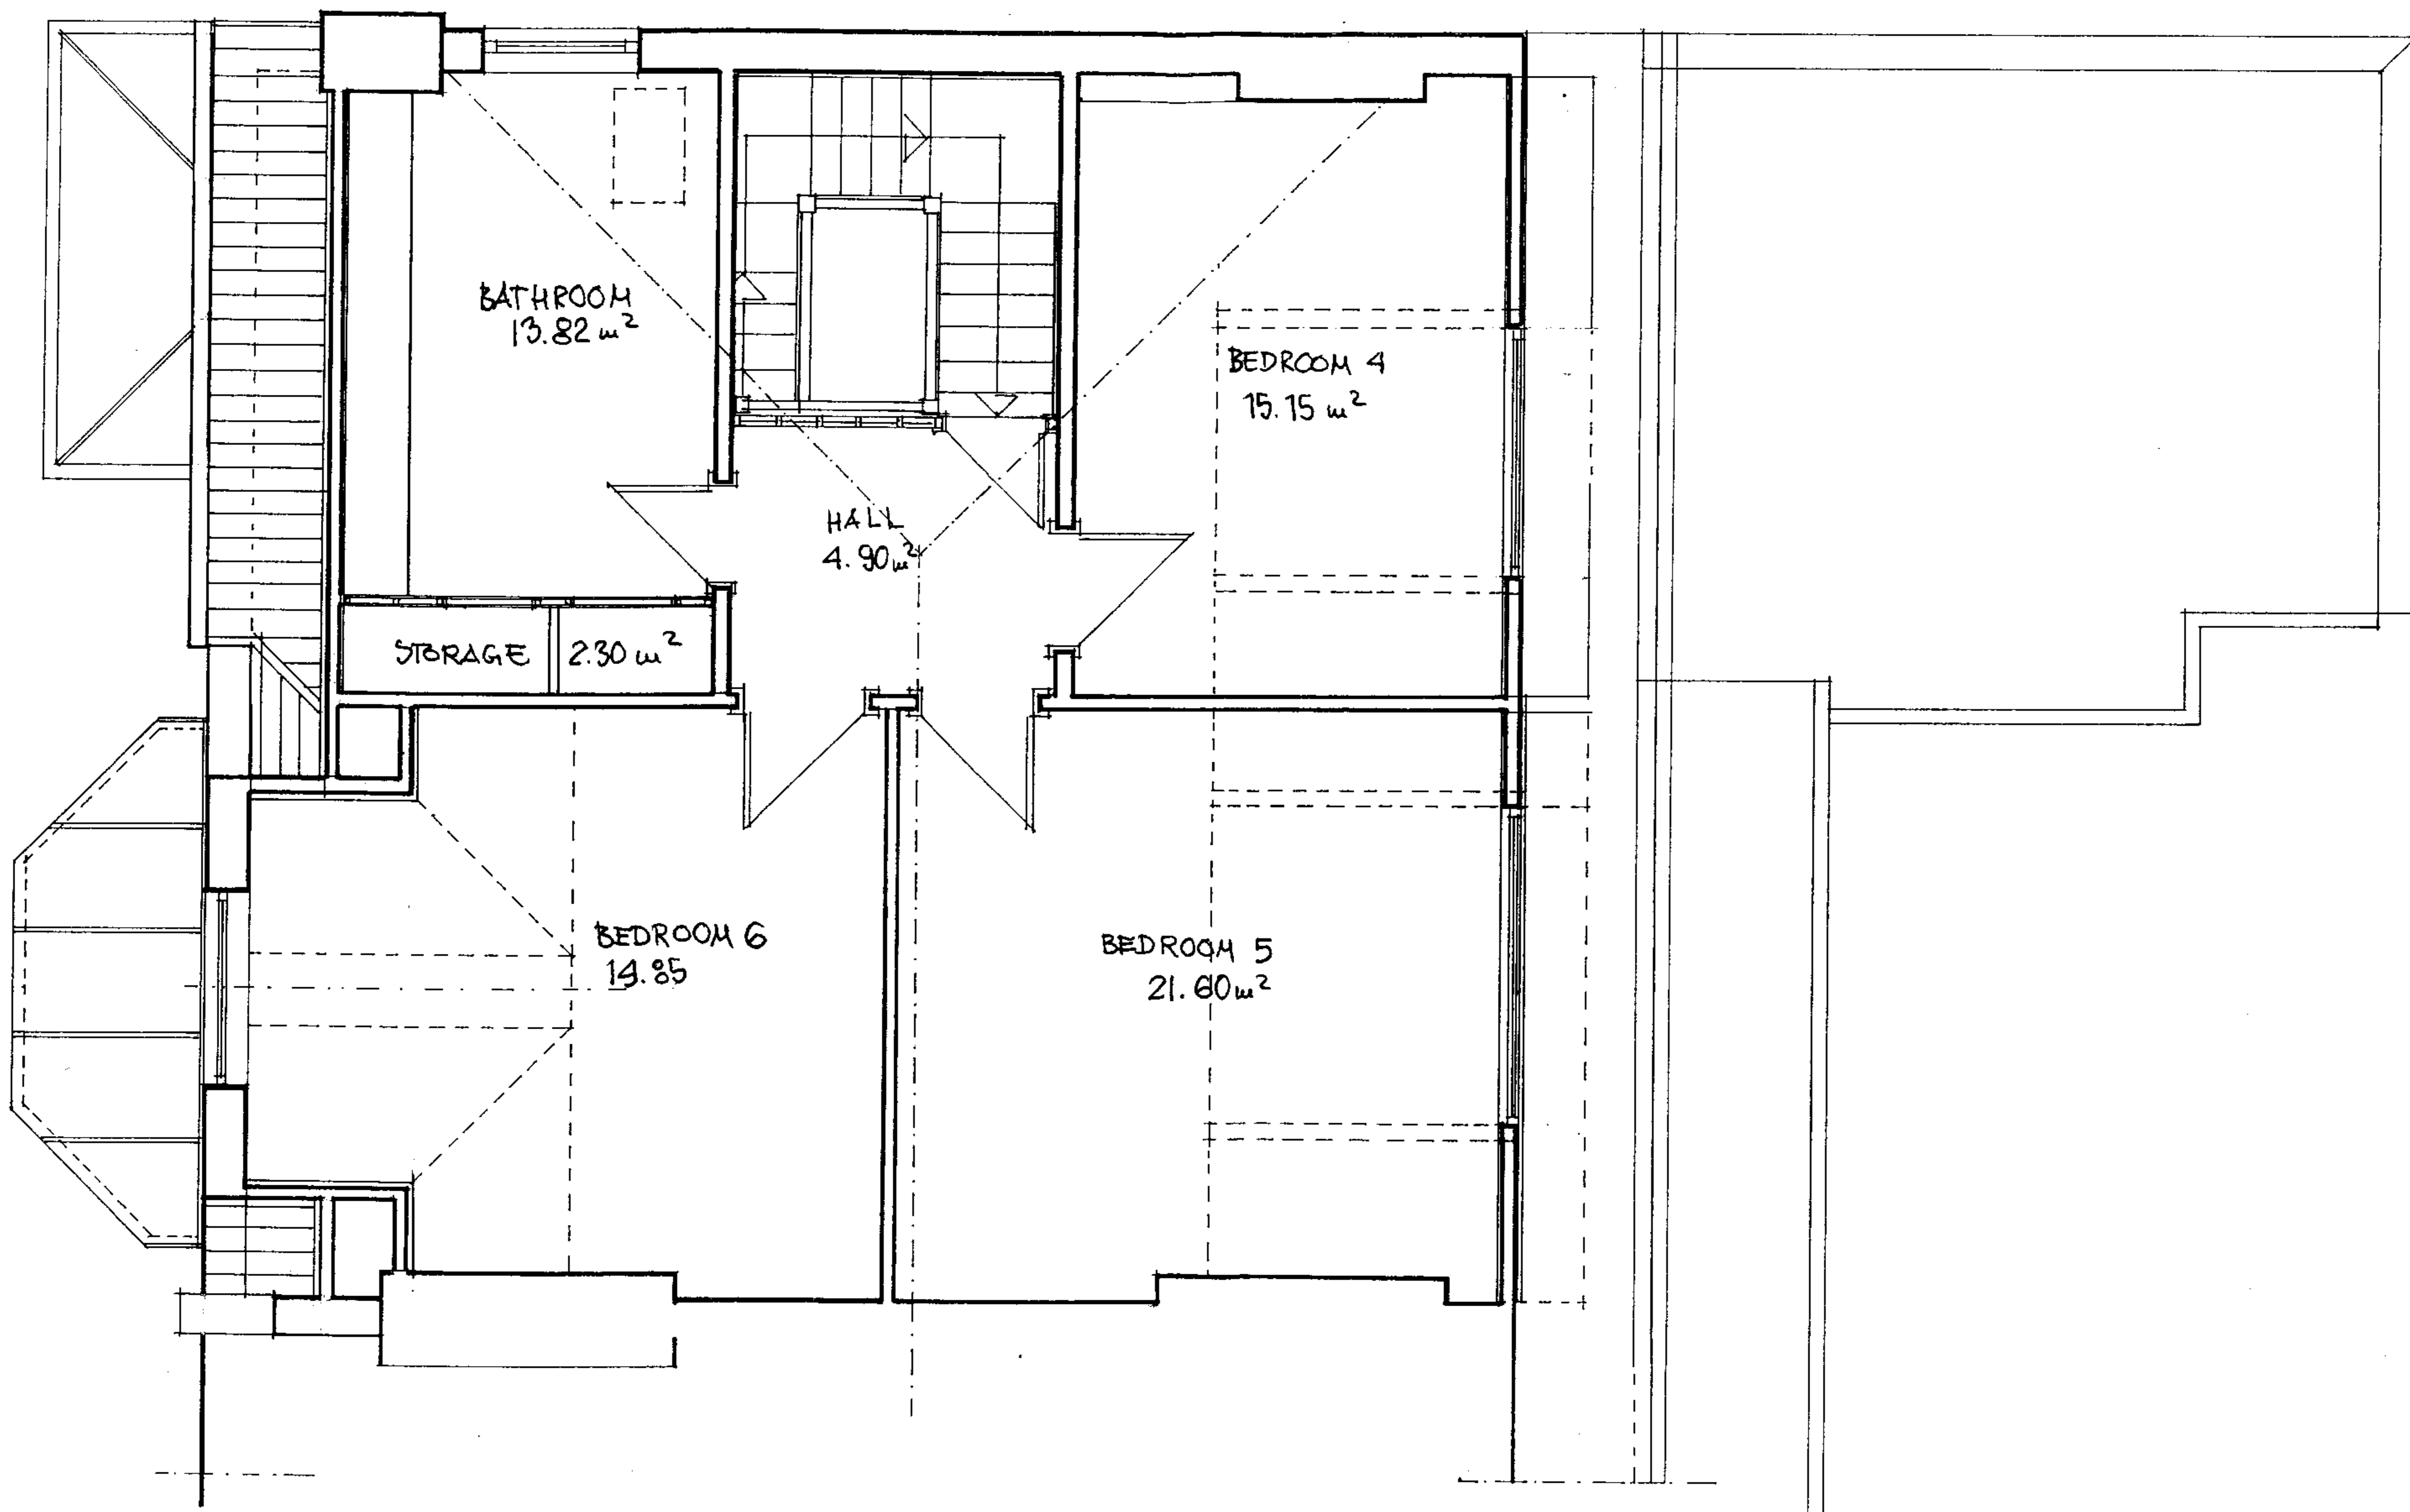 BATHROOM
13.82 m²
BEDROOM 4
15.15 m²
HALL
4.90 m²
STORAGE 2.30 m²
BEDROOM 6
19.85
BEDROOM 5
21.60 m²